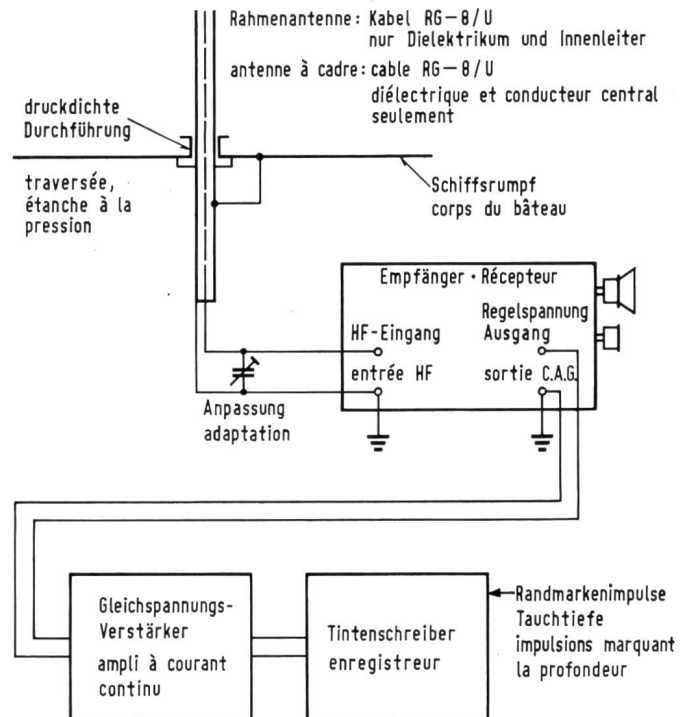 Rahmenantenne: Kabel RG-8/U
nur Dielektrikum und Innenleiter
antenne à cadre: cable RG-8/U
diélectrique et conducteur central
seulement
druckdichte
Durchführung
traversée,
étanche à la
pression
Schiffsrumpf
corps du bâteau
Empfänger · Récepteur
Regelspannung
HF-Eingang
Ausgang
entrée HF
sortie C.A.G.
Anpassung
adaptation
Gleichspannungs-
Verstärker
ampli à courant
continu
Tintenschreiber
enregistreur
Randmarkenimpulse
Tauchtiefe
impulsions marquant
la profondeur